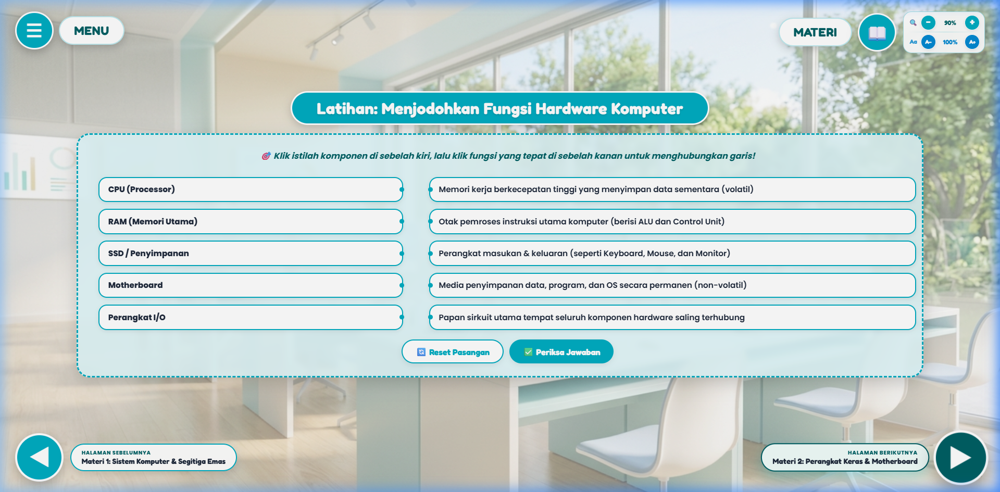 MENU
MATERI
90%
Aa
A-
100%
A+
Latihan: Menjodohkan Fungsi Hardware Komputer
Klik istilah komponen di sebelah kiri, lalu klik fungsi yang tepat di sebelah kanan untuk menghubungkan garis!
CPU (Processor)
Memori kerja berkecepatan tinggi yang menyimpan data sementara (volatil)
RAM (Memori Utama)
Otak pemroses instruksi utama komputer (berisi ALU dan Control Unit)
SSD / Penyimpanan
Perangkat masukan & keluaran (seperti Keyboard, Mouse, dan Monitor)
Motherboard
Media penyimpanan data, program, dan OS secara permanen (non-volatil)
Perangkat I/O
Papan sirkuit utama tempat seluruh komponen hardware saling terhubung
Reset Pasangan
Periksa Jawaban
HALAMAN SEBELUMNYA
Materi 1: Sistem Komputer & Segitiga Emas
HALAMAN BERIKUTNYA
Materi 2: Perangkat Keras & Motherboard